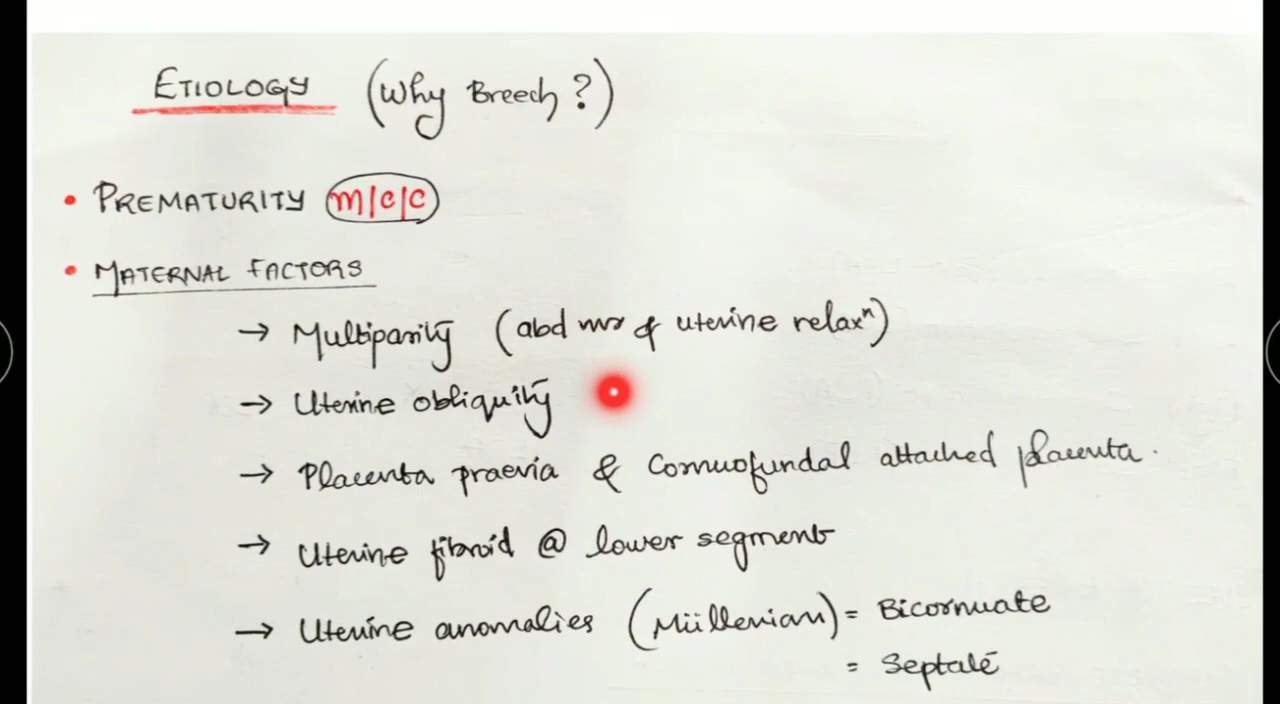 ETIOLOGY (Why Breech?)
• PREMATURITY M/C/C
• MATERNAL FACTORS
→ Multiparity (abd ms & uterine relaxⁿ)
→ Uterine obliquity
→ Placenta praevia & Cornuofundal attached placenta.
→ Uterine fibroid @ lower segment
→ Uterine anomalies (Müllerian) = Bicornuate
= Septate